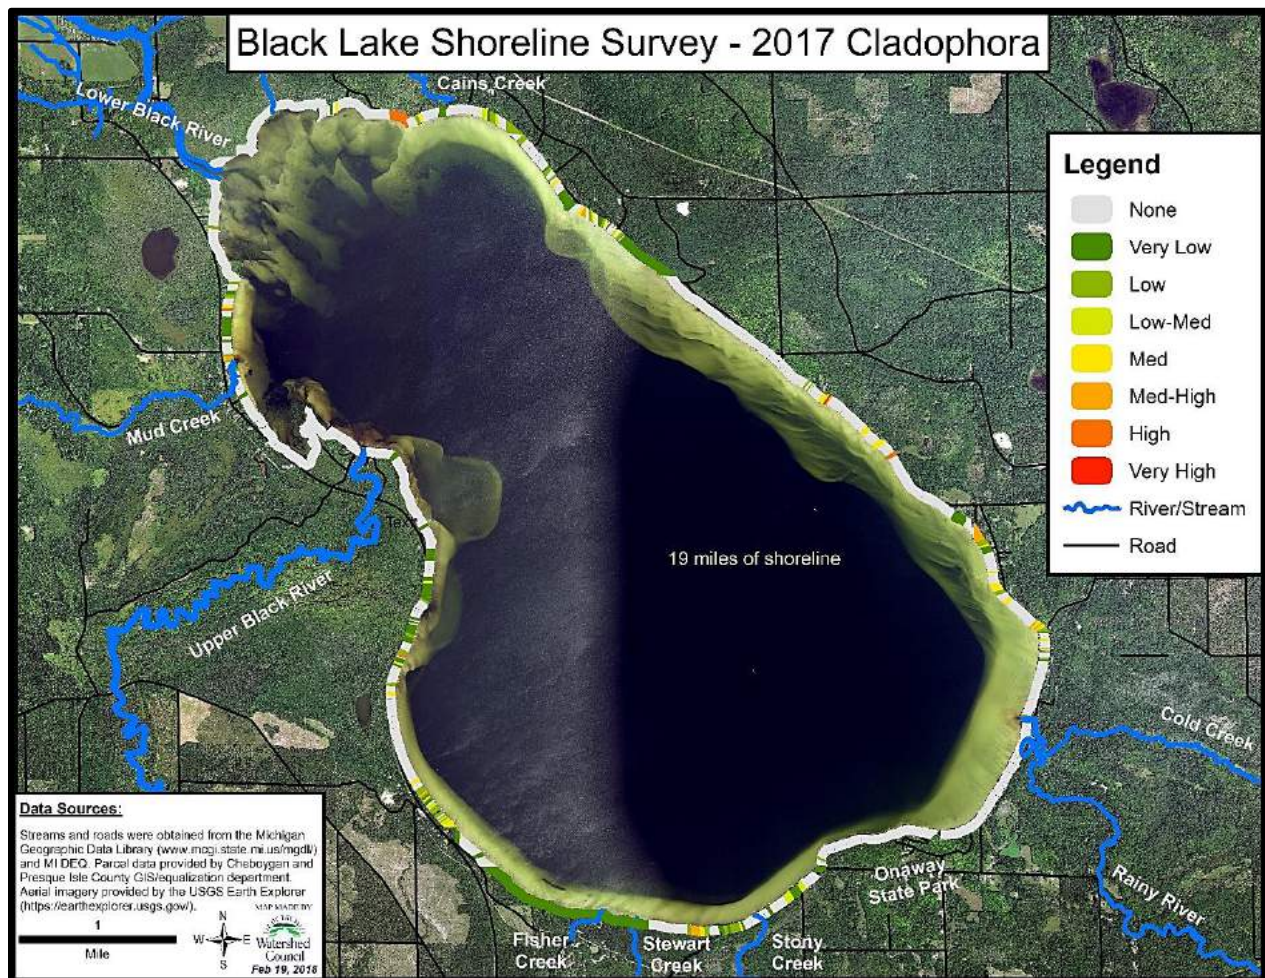 Black Lake Shoreline Survey - 2017 Cladophora
Cains Creek
Lower Black River
Legend
None
Very Low
Low
Low-Med
Med
Med-High
High
Very High
River/Stream
Road
Mud Creek
Text
19 miles of shoreline
Upper Black River
Cold Creek
Rainy River
Onaway
State Park
Fisher
Creek
Stewart
Creek
Stony
Creek
Data Sources:
Streams and roads were obtained from the Michigan
Geographic Data Library (www.mcgi.state.mi.us/mgdl/)
and MI DEQ. Parcal data provided by Cheboygan and
Presque Isle County GIS/equalization department.
Aerial imagery provided by the USGS Earth Explorer
(https://earthexplorer.usgs.gov/).
1
Mile
N
W E
S
MAP MADE BY
Watershed
Council
Feb 19, 2018